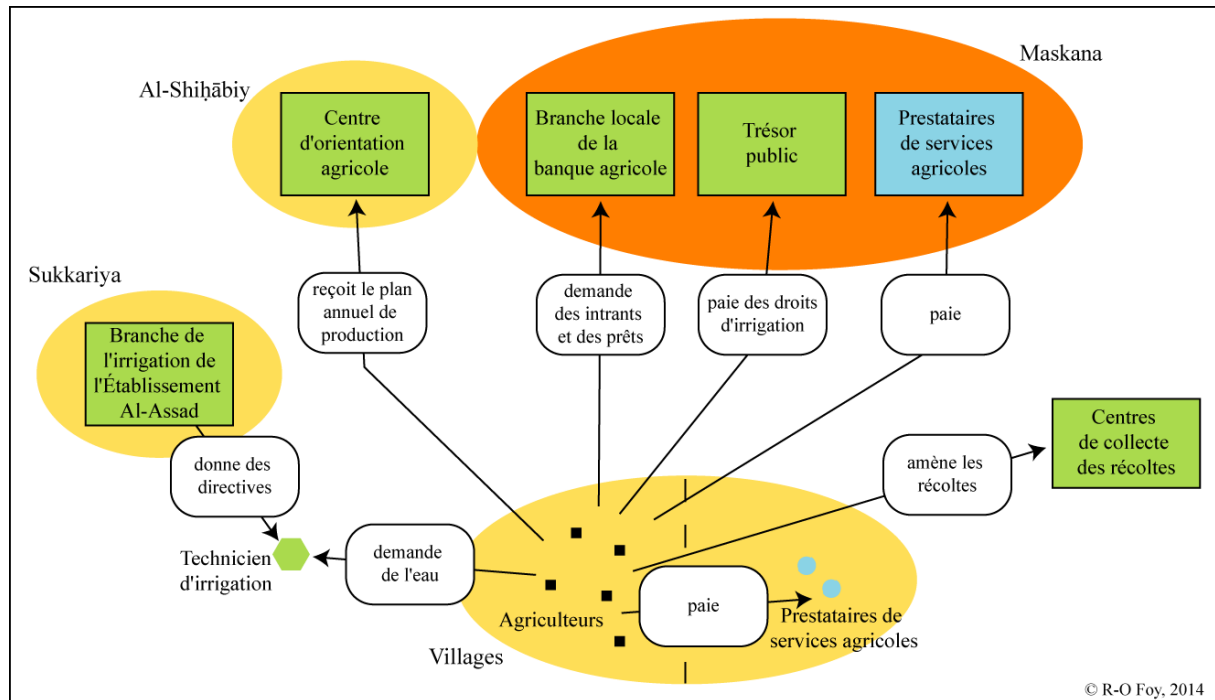 Maskana
Al-Shiḥābiy
Centre
d'orientation
agricole
Branche locale
de la
banque agricole
Trésor
public
Prestataires
de services
agricoles
Sukkariya
reçoit le plan
annuel de
production
demande
des intrants
et des prêts
paie des droits
d'irrigation
paie
Branche de
l'irrigation de
l'Établissement
Al-Assad
Centres
de collecte
des récoltes
donne des
directives
amène les
récoltes
Technicien
d'irrigation
demande
de l'eau
Agriculteurs
paie
Prestataires de
services agricoles
Villages
© R-O Foy, 2014